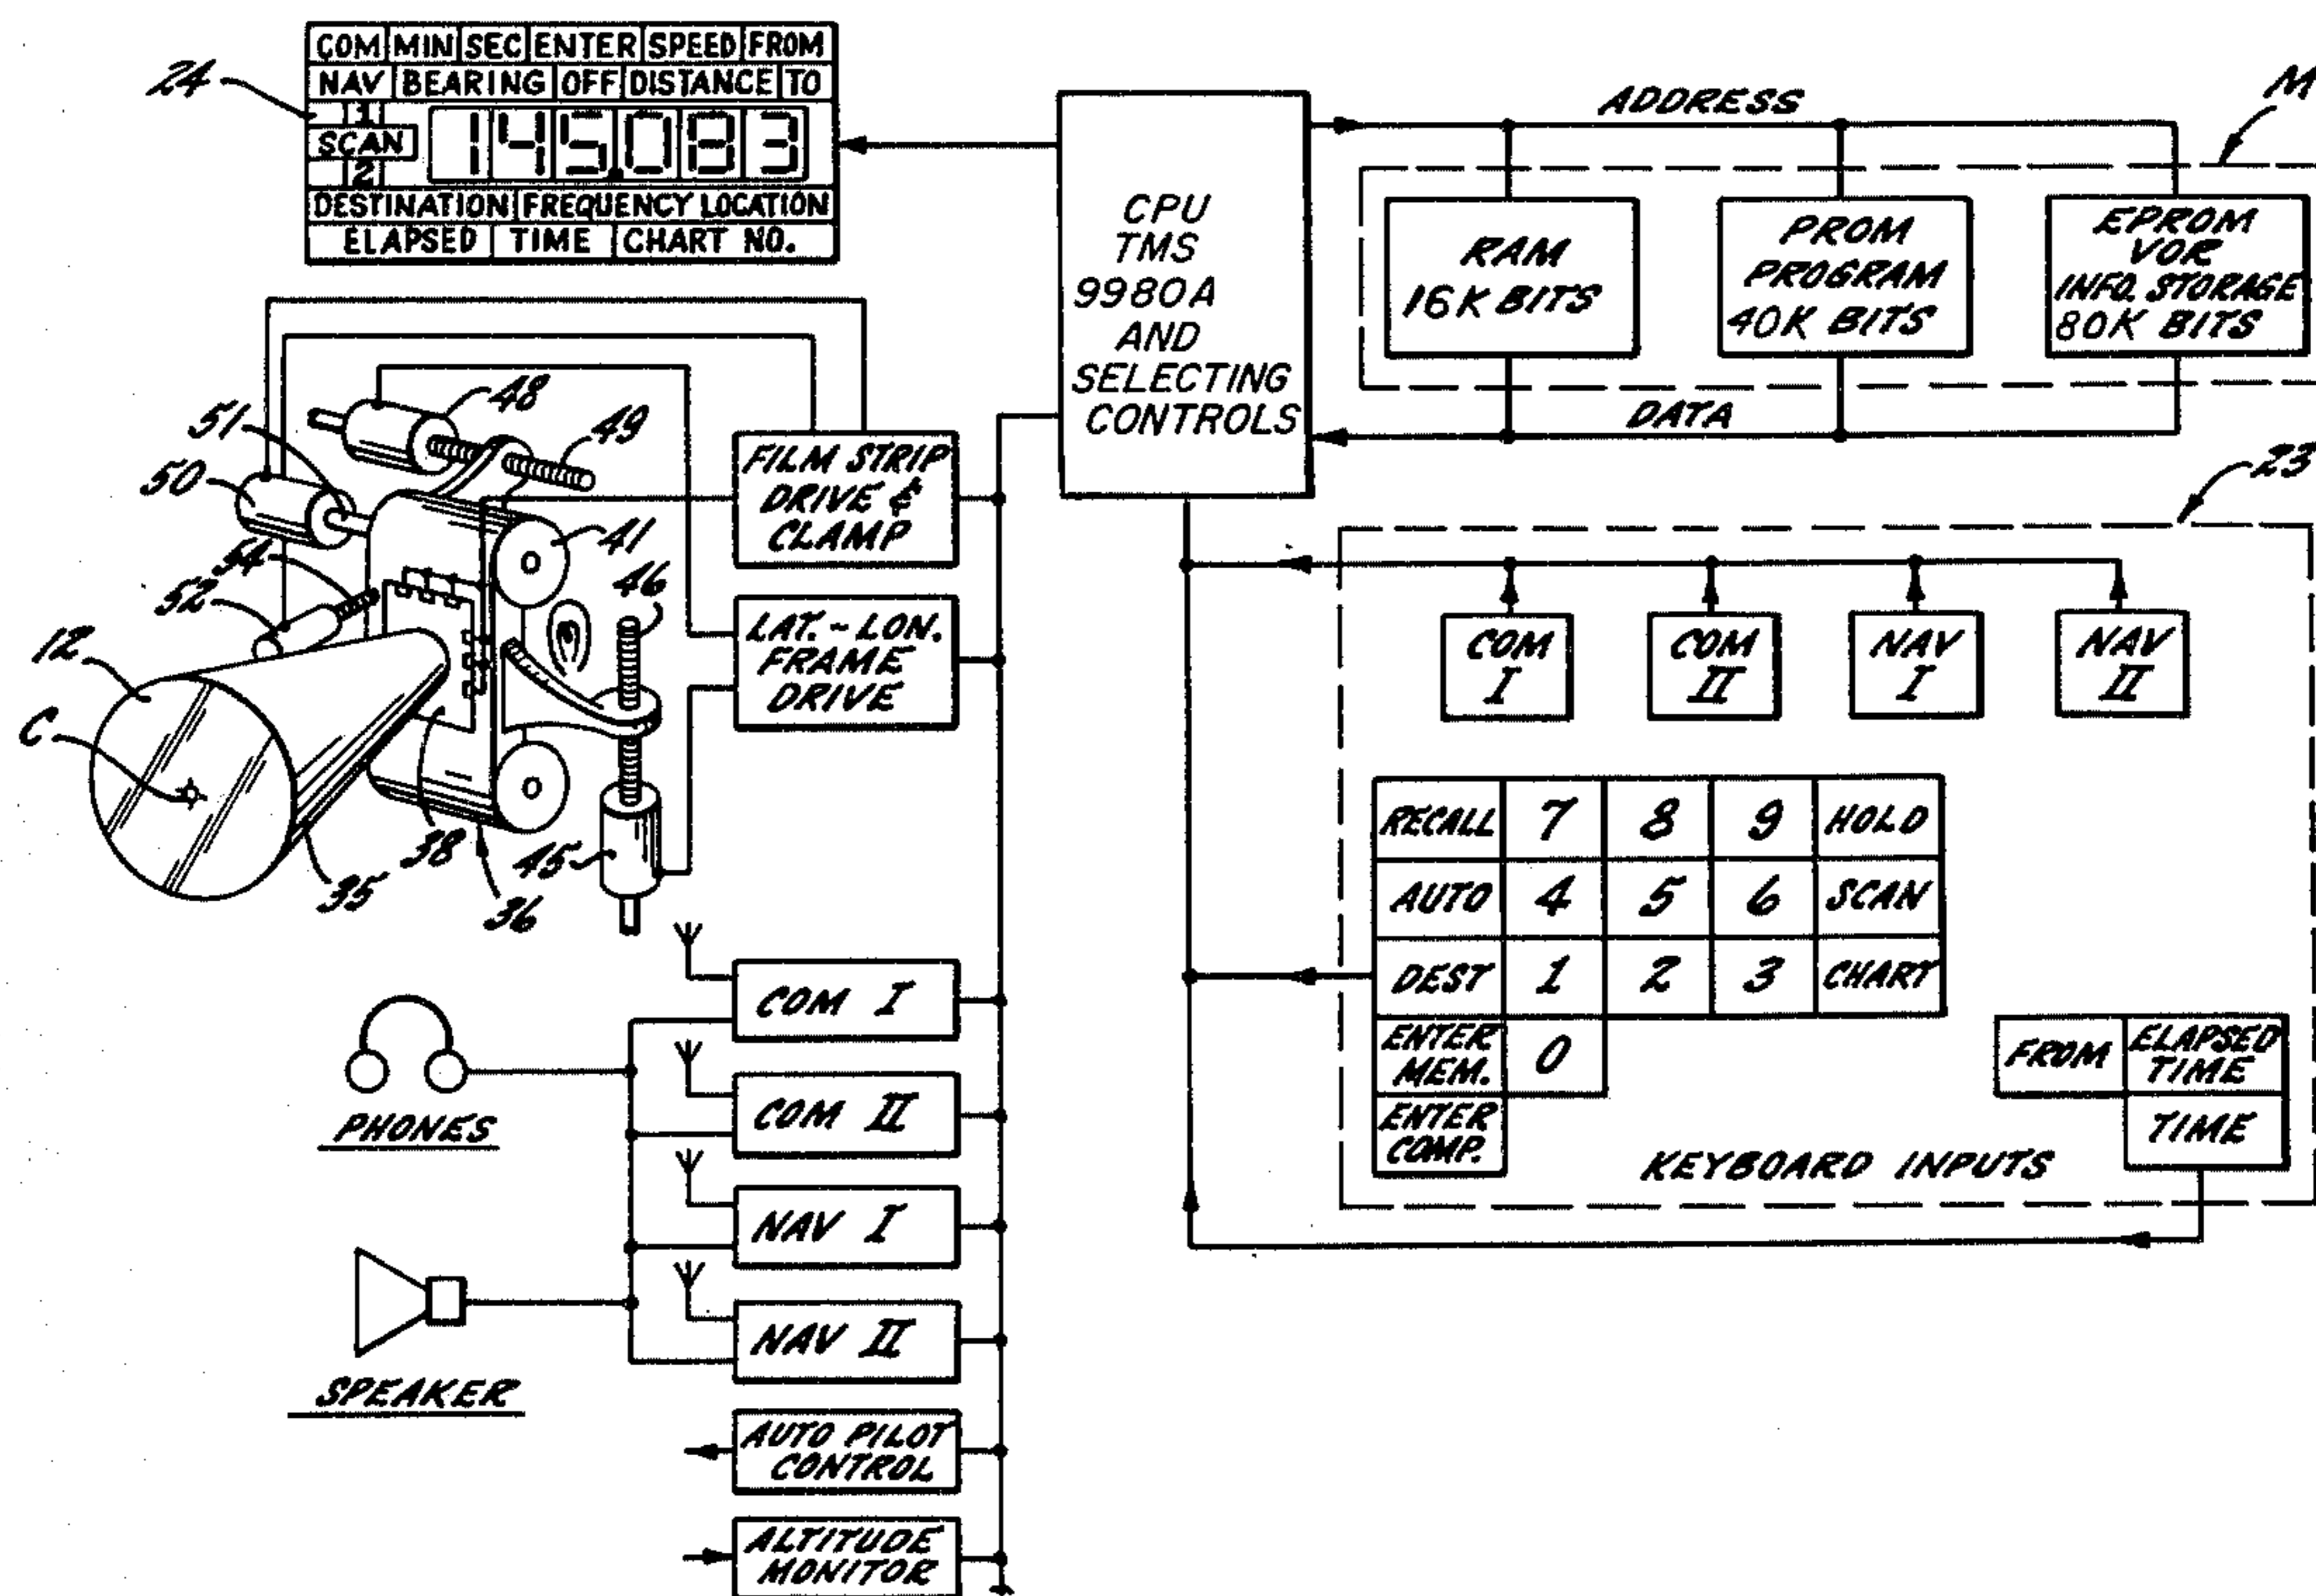 COM MIN SEC ENTER SPEED FROM
NAV BEARING OFF DISTANCE TO
1
SCAN
2
145.083
DESTINATION FREQUENCY LOCATION
ELAPSED TIME CHART NO.
24
CPU
TMS
9980A
AND
SELECTING
CONTROLS
ADDRESS
M
RAM
16K BITS
PROM
PROGRAM
40K BITS
EPROM
VOR
INFO. STORAGE
80K BITS
DATA
23
48
49
51
50
41
46
54
52
12
C
38
35
36
45
FILM STRIP
DRIVE &
CLAMP
LAT.-LON.
FRAME
DRIVE
COM
I
COM
II
NAV
I
NAV
II
RECALL 7 8 9 HOLD
AUTO 4 5 6 SCAN
DEST 1 2 3 CHART
ENTER
MEM. 0
ENTER
COMP.
FROM
ELAPSED
TIME
TIME
KEYBOARD INPUTS
COM I
COM II
NAV I
NAV II
PHONES
SPEAKER
AUTO PILOT
CONTROL
ALTITUDE
MONITOR